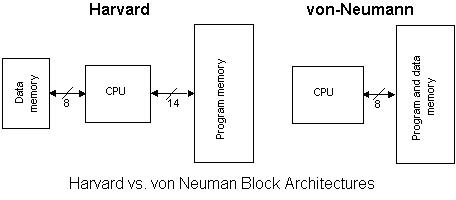 Harvard
von-Neumann
Data
memory
8
CPU
14
Program memory
CPU
8
Program and data
memory
Harvard vs. von Neuman Block Architectures